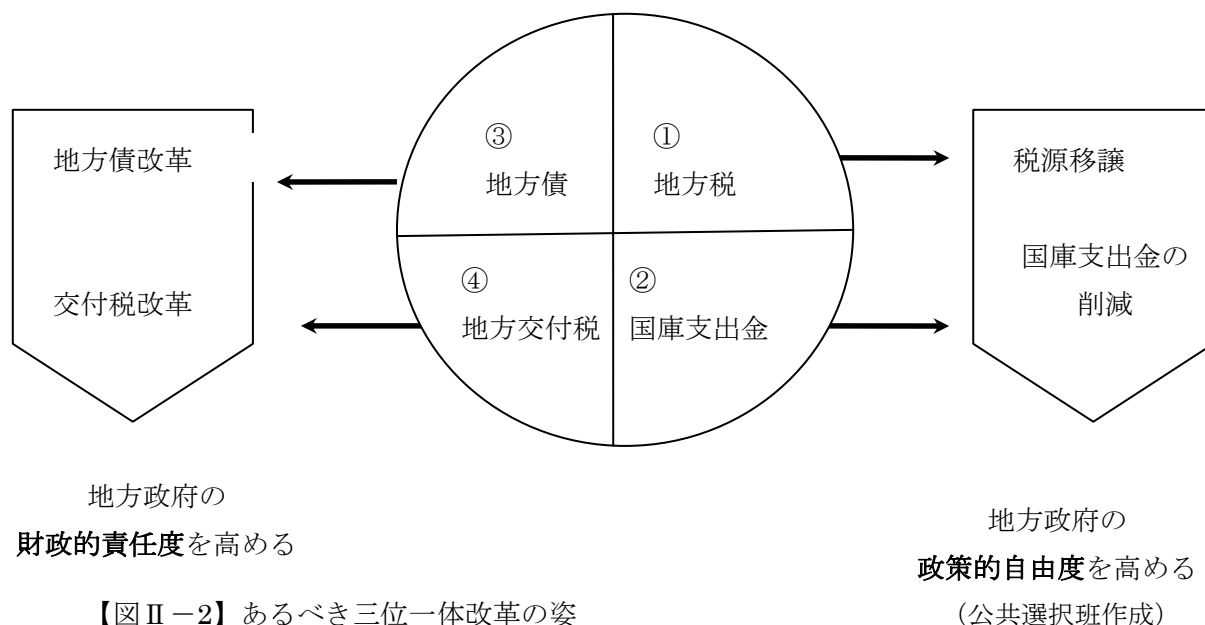 地方債改革
交付税改革
③
地方債
①
地方税
④
地方交付税
②
国庫支出金
税源移譲
国庫支出金の
削減
地方政府の
財政的責任度を高める
地方政府の
政策的自由度を高める
【図Ⅱ－2】あるべき三位一体改革の姿
（公共選択班作成）